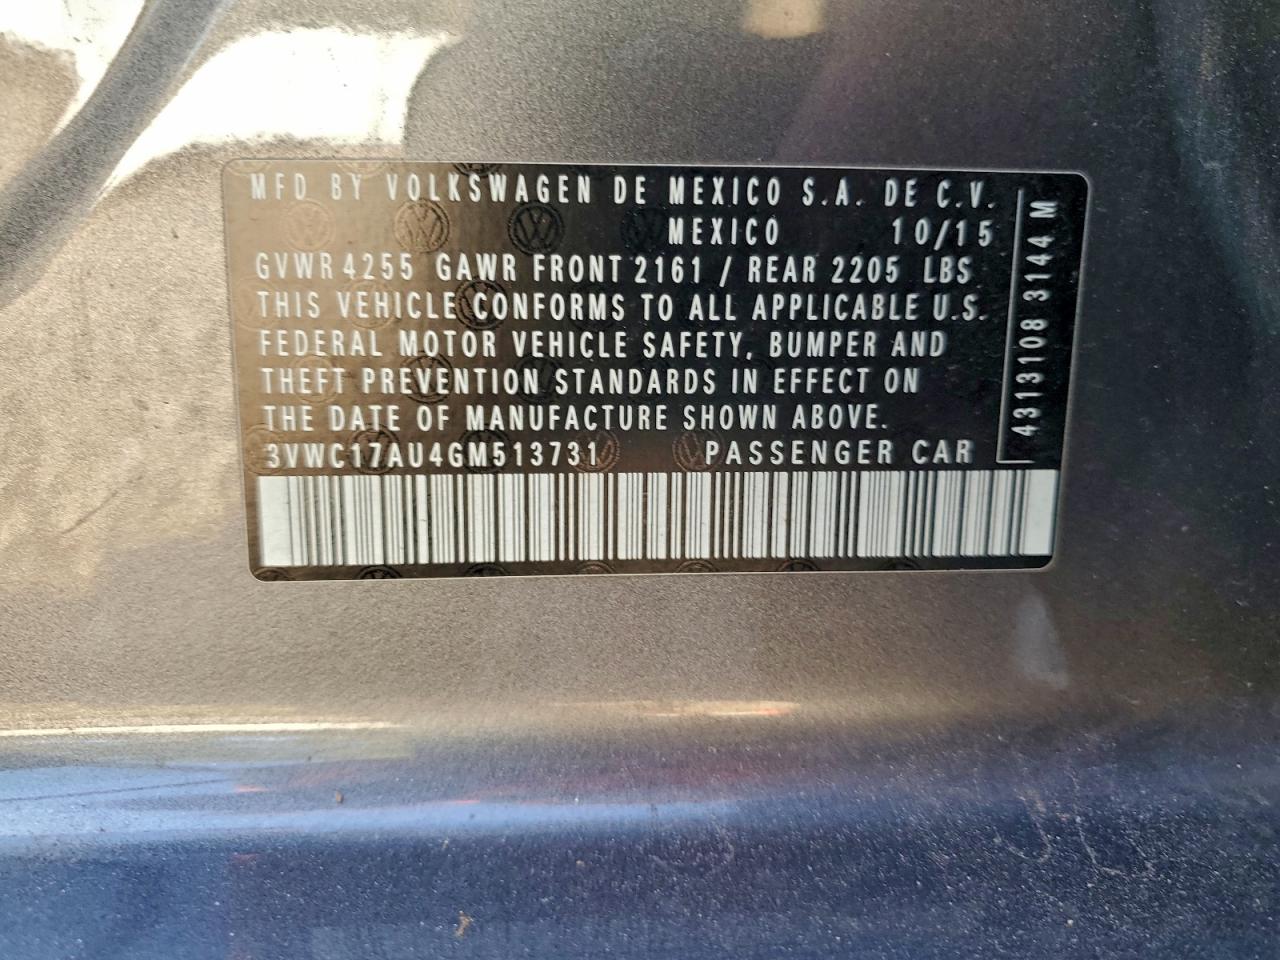 MFD BY VOLKSWAGEN DE MEXICO S.A. DE C.V.
MEXICO 10/15
GVWR 4255 GAWR FRONT 2161 / REAR 2205 LBS
THIS VEHICLE CONFORMS TO ALL APPLICABLE U.S.
FEDERAL MOTOR VEHICLE SAFETY, BUMPER AND
THEFT PREVENTION STANDARDS IN EFFECT ON
THE DATE OF MANUFACTURE SHOWN ABOVE.
3VWC17AU4GM513731 PASSENGER CAR
4313108 3144 M